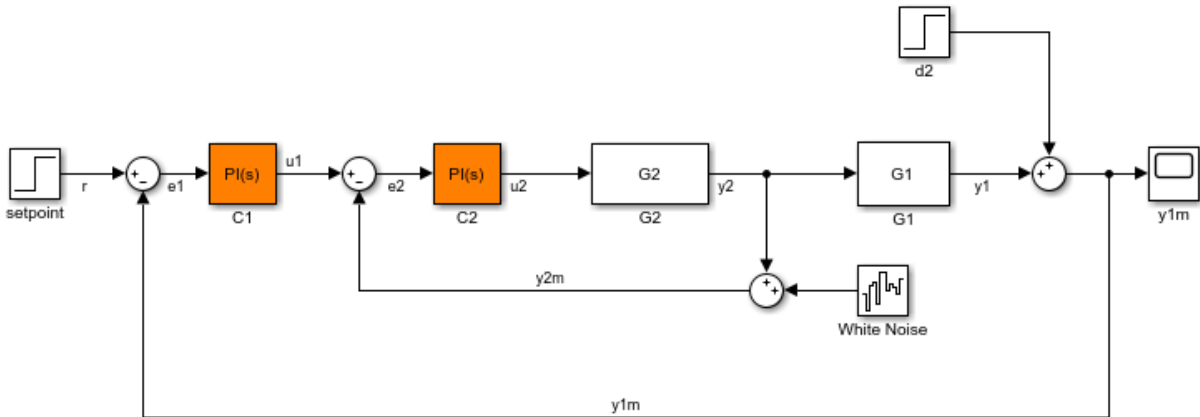 d2
setpoint
r
e1
PI(s)
C1
u1
e2
PI(s)
C2
u2
G2
G2
y2
G1
G1
y1
y1m
y2m
White Noise
y1m